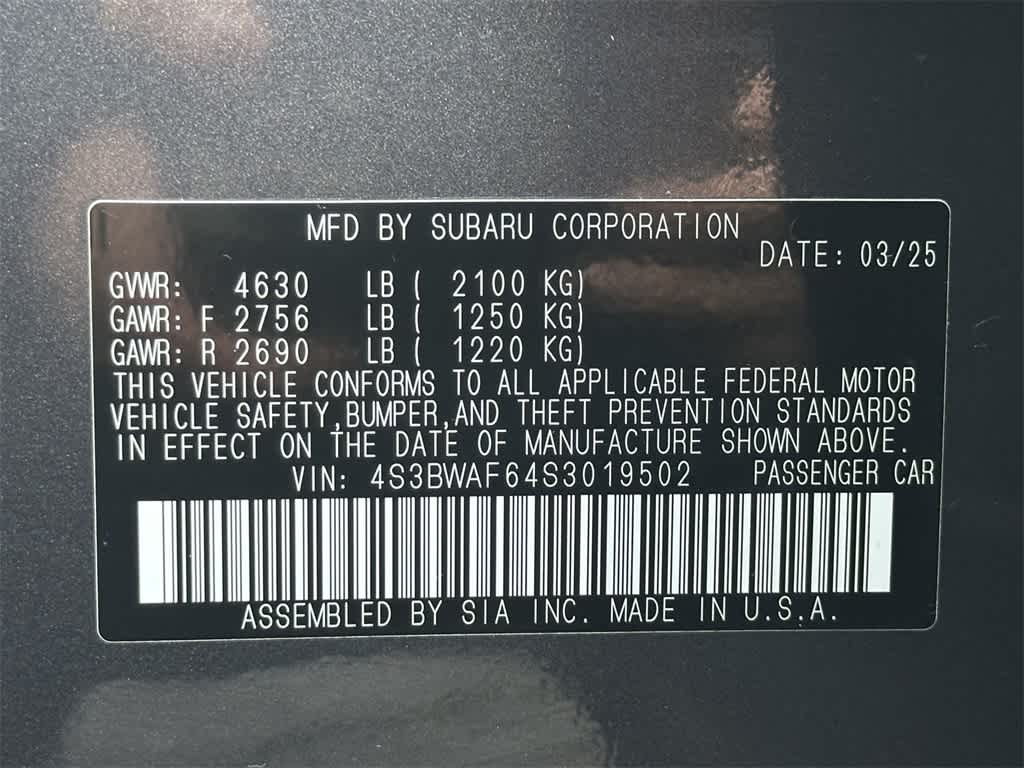 MFD BY SUBARU CORPORATION
DATE: 03/25
GVWR: 4630 LB ( 2100 KG)
GAWR: F 2756 LB ( 1250 KG)
GAWR: R 2690 LB ( 1220 KG)
THIS VEHICLE CONFORMS TO ALL APPLICABLE FEDERAL MOTOR
VEHICLE SAFETY,BUMPER,AND THEFT PREVENTION STANDARDS
IN EFFECT ON THE DATE OF MANUFACTURE SHOWN ABOVE.
VIN: 4S3BWAF64S3019502 PASSENGER CAR
ASSEMBLED BY SIA INC. MADE IN U.S.A.